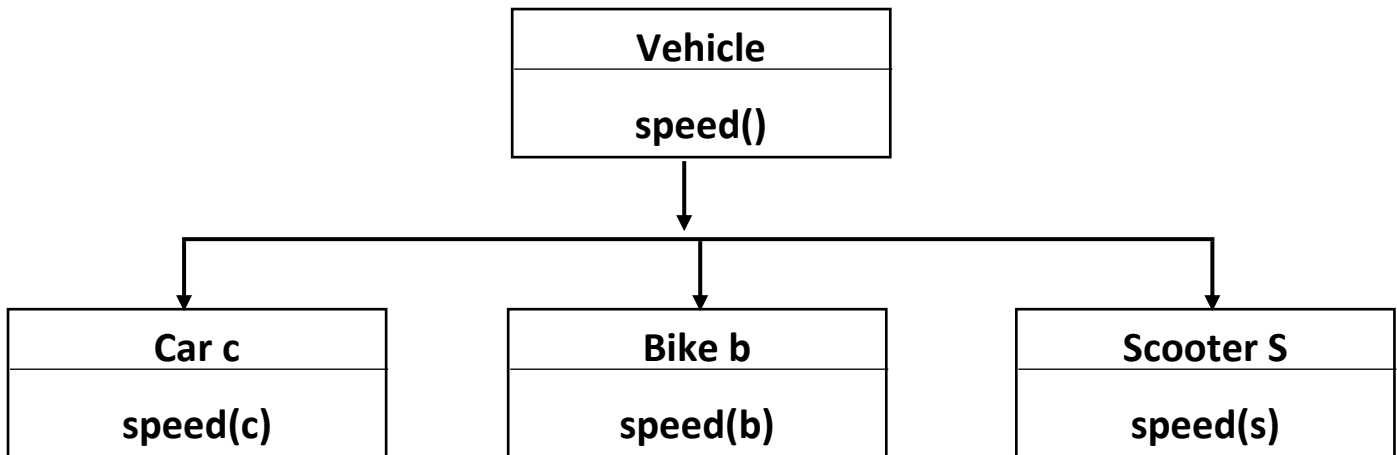 Vehicle
speed()
Car c
speed(c)
Bike b
speed(b)
Scooter S
speed(s)